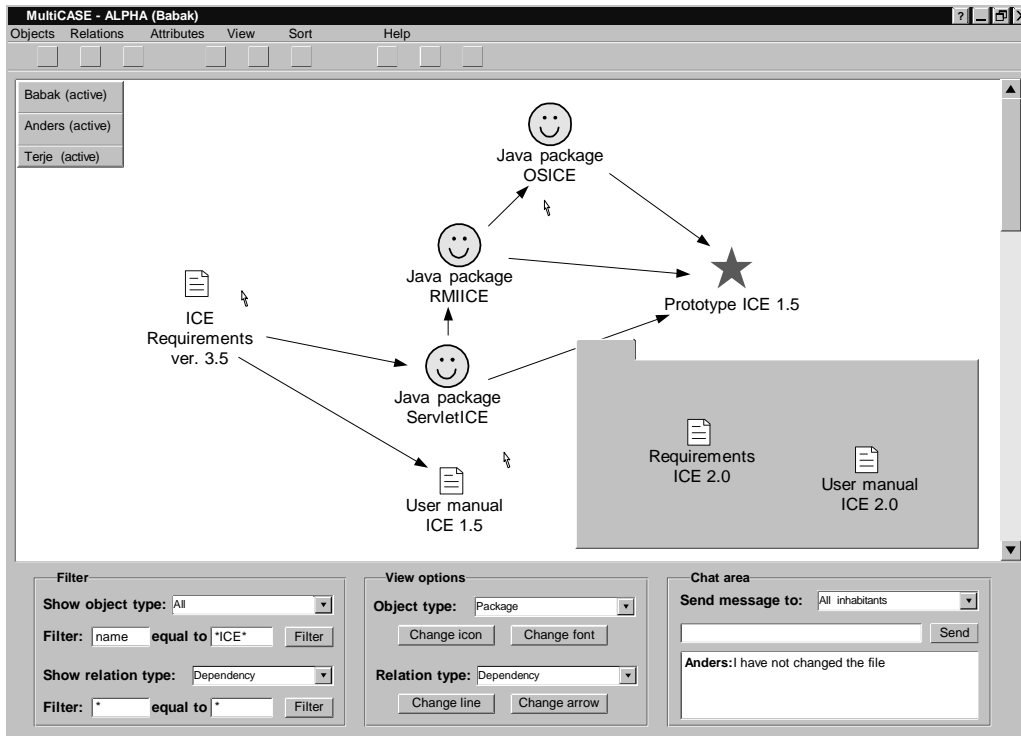 MultiCASE - ALPHA (Babak)
?
Objects Relations Attributes View Sort Help
Babak (active)
Anders (active)
Terje (active)
Java package
OSICE
Java package
RMIICE
Prototype ICE 1.5
ICE
Requirements
ver. 3.5
Java package
ServletICE
Requirements
ICE 2.0
User manual
ICE 2.0
User manual
ICE 1.5
Filter
Show object type: All
Filter: name equal to *ICE* Filter
Show relation type: Dependency
Filter: * equal to * Filter
View options
Object type: Package
Change icon Change font
Relation type: Dependency
Change line Change arrow
Chat area
Send message to: All inhabitants
Send
Anders: I have not changed the file